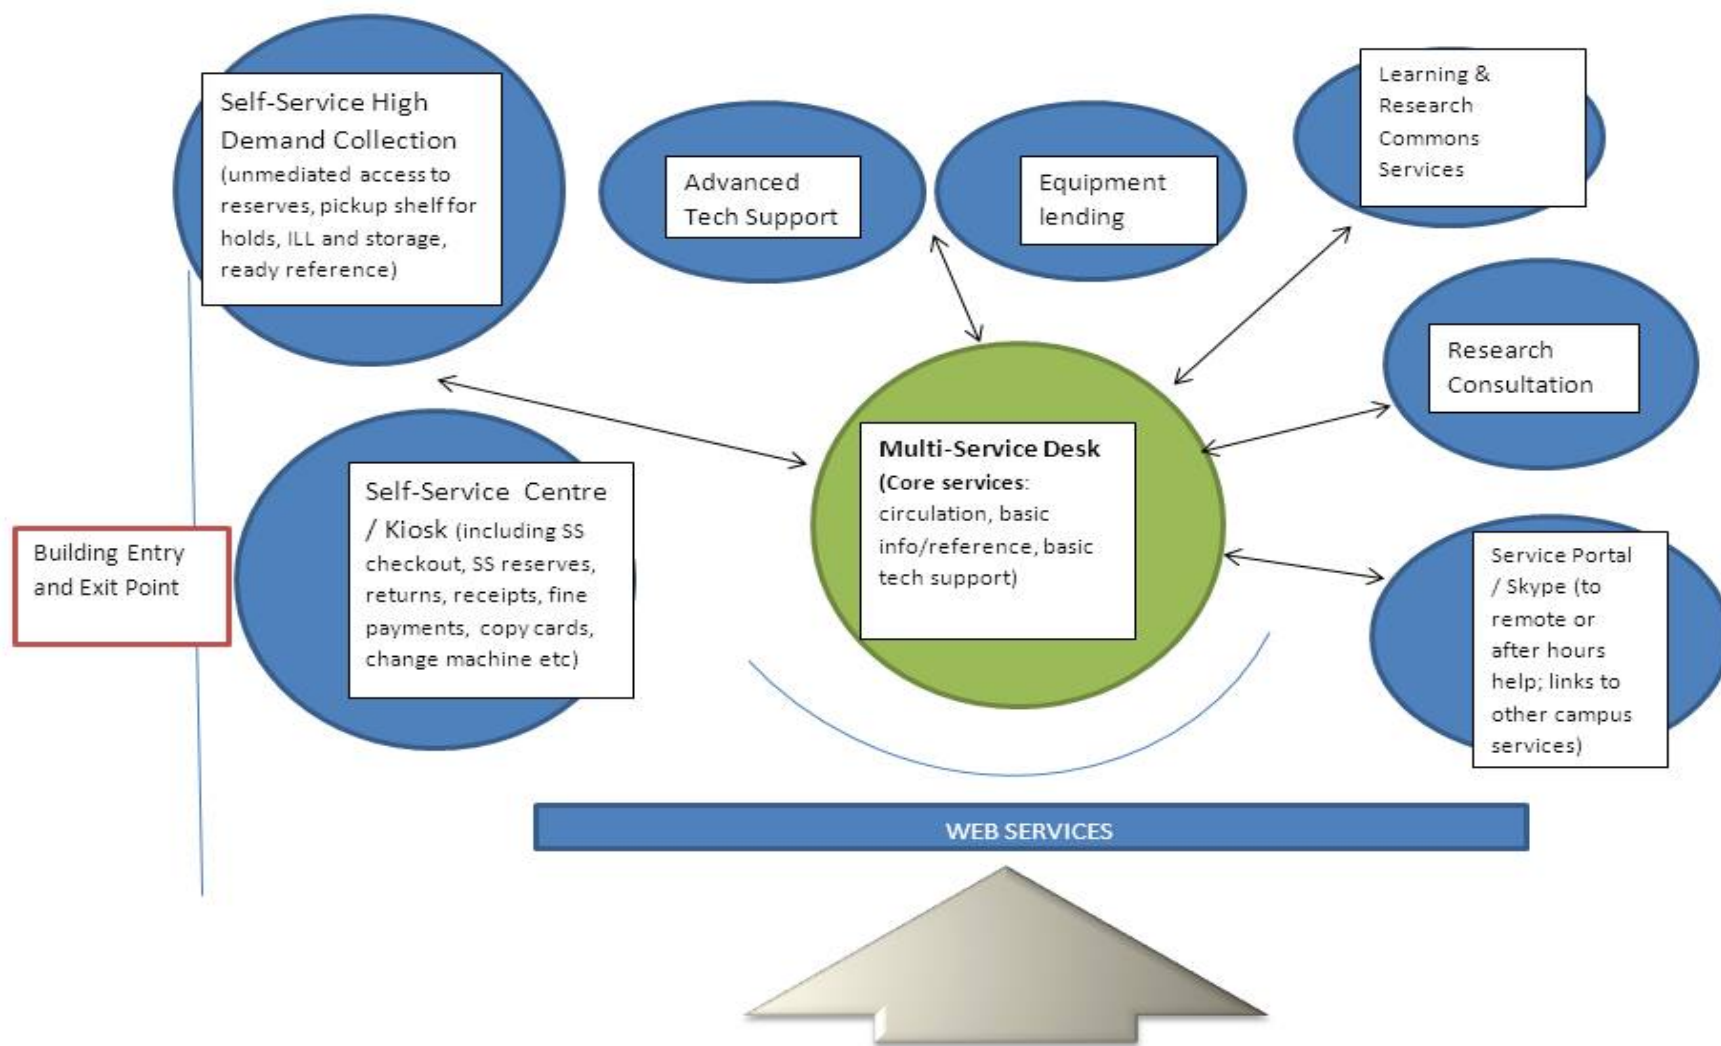 Self-Service High
Demand Collection
(unmediated access to
reserves, pickup shelf for
holds, ILL and storage,
ready reference)
Advanced
Tech Support
Equipment
lending
Learning &
Research
Commons
Services
Research
Consultation
Multi-Service Desk
(Core services:
circulation, basic
info/reference, basic
tech support)
Self-Service Centre
/ Kiosk (including SS
checkout, SS reserves,
returns, receipts, fine
payments, copy cards,
change machine etc)
Building Entry
and Exit Point
Service Portal
/ Skype (to
remote or
after hours
help; links to
other campus
services)
WEB SERVICES